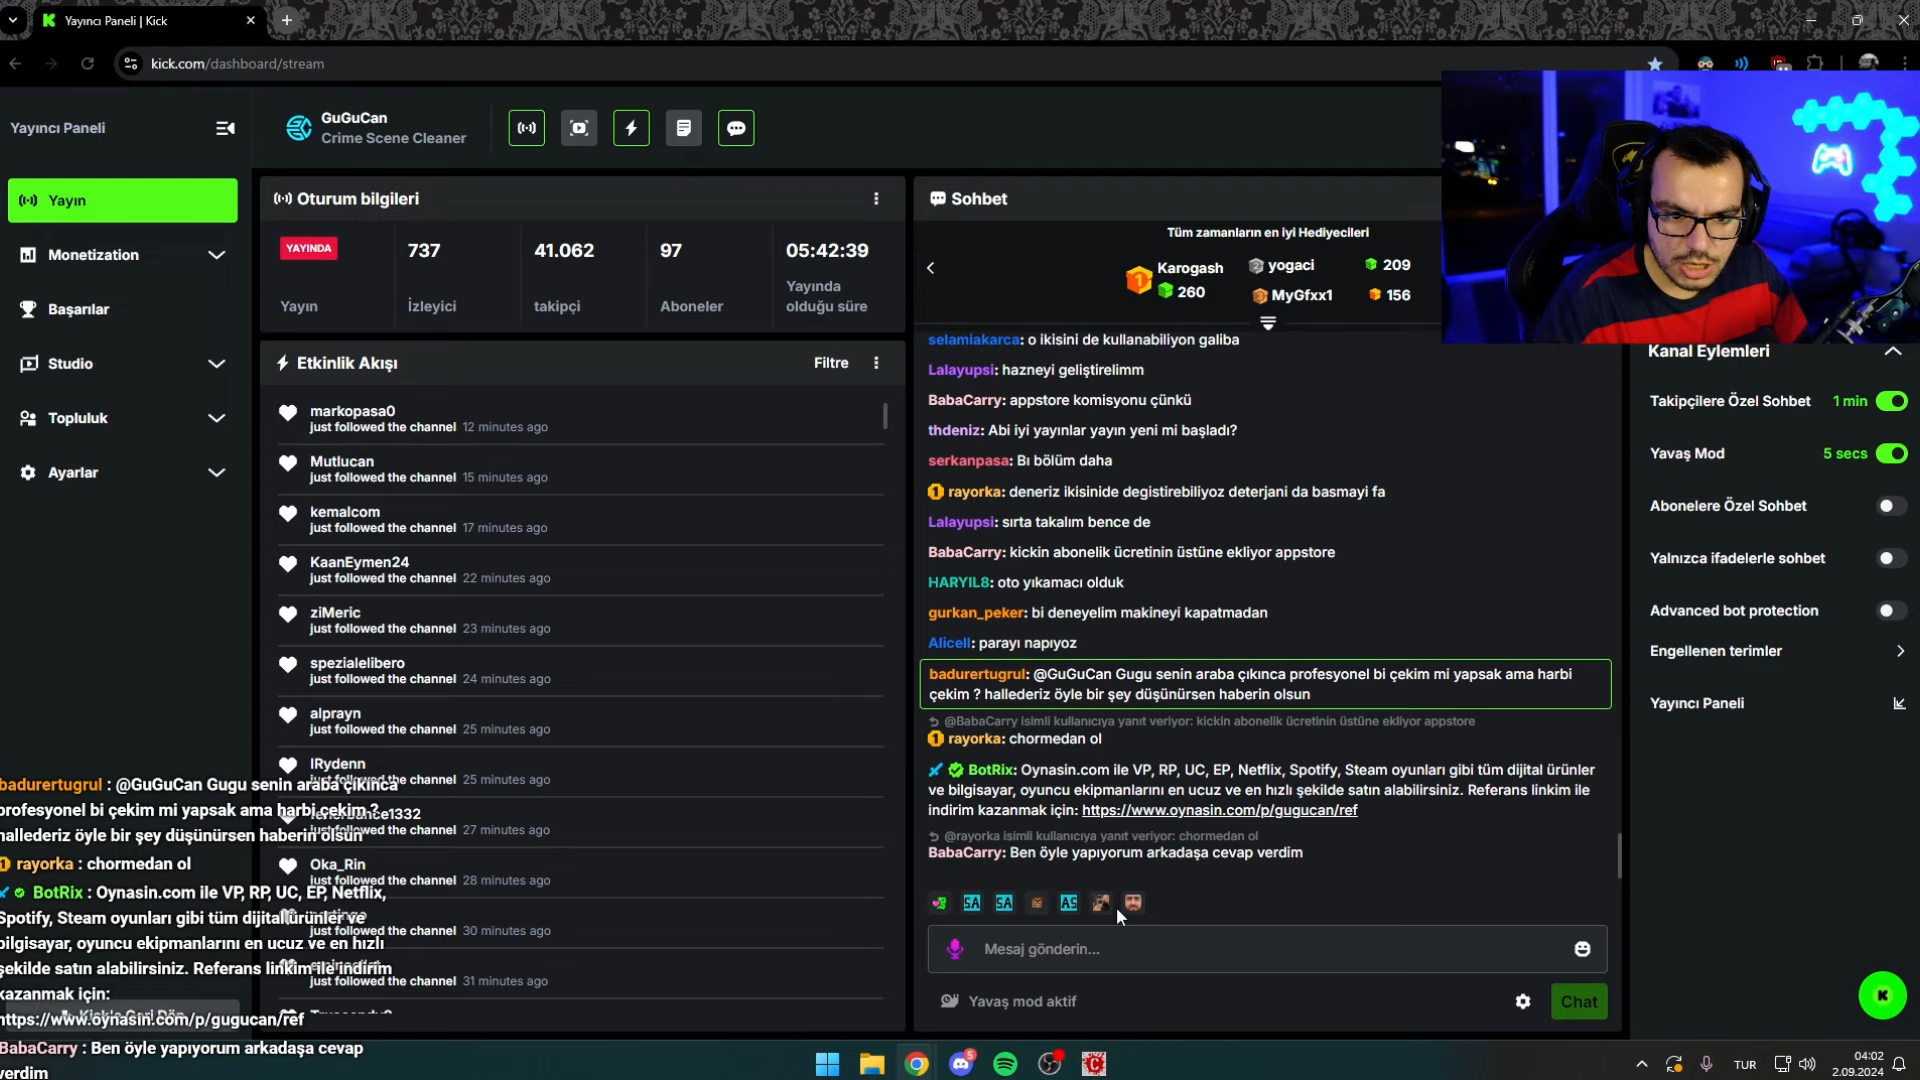 Yayıncı Paneli | Kick
kick.com/dashboard/stream
Yayıncı Paneli
GuGuCan
Crime Scene Cleaner
Yayın
Monetization
Başarılar
Studio
Topluluk
Ayarlar
Oturum bilgileri
YAYINDA
737
41.062
97
05:42:39
Yayın
İzleyici
takipçi
Aboneler
Yayında
olduğu süre
Etkinlik Akışı
Filtre
markopasa0
just followed the channel 12 minutes ago
Mutlucan
just followed the channel 15 minutes ago
kemalcom
just followed the channel 17 minutes ago
KaanEymen24
just followed the channel 22 minutes ago
ziMeric
just followed the channel 23 minutes ago
spezialelibero
just followed the channel 24 minutes ago
alprayn
just followed the channel 25 minutes ago
IRydenn
just followed the channel 25 minutes ago
just followed the channel 27 minutes ago
Oka_Rin
just followed the channel 28 minutes ago
just followed the channel 30 minutes ago
just followed the channel 31 minutes ago
badurertugrul : @GuGuCan Gugu senin araba çıkınca
profesyonel bi çekim mi yapsak ama harbi çekim ?
hallederiz öyle bir şey düşünürsen haberin olsun
1 rayorka : chormedan ol
BotRix : Oynasin.com ile VP, RP, UC, EP, Netflix,
Spotify, Steam oyunları gibi tüm dijital ürünler ve
bilgisayar, oyuncu ekipmanlarını en ucuz ve en hızlı
şekilde satın alabilirsiniz. Referans linkim ile indirim
kazanmak için:
https://www.oynasin.com/p/gugucan/ref
BabaCarry : Ben öyle yapıyorum arkadaşa cevap
verdim
Sohbet
Tüm zamanların en iyi Hediyecileri
1 Karogash
260
2 yogaci 209
3 MyGfxx1 156
selamiakarca: o ikisini de kullanabiliyon galiba
Lalayupsi: hazneyi geliştirelimm
BabaCarry: appstore komisyonu çünkü
thdeniz: Abi iyi yayınlar yayın yeni mi başladı?
serkanpasa: Bı bölüm daha
1 rayorka: deneriz ikisinide degistirebiliyoz deterjani da basmayi fa
Lalayupsi: sırta takalım bence de
BabaCarry: kickin abonelik ücretinin üstüne ekliyor appstore
HARYIL8: oto yıkamacı olduk
gurkan_peker: bi deneyelim makineyi kapatmadan
Alicell: parayı napıyoz
badurertugrul: @GuGuCan Gugu senin araba çıkınca profesyonel bi çekim mi yapsak ama harbi
çekim ? hallederiz öyle bir şey düşünürsen haberin olsun
@BabaCarry isimli kullanıcıya yanıt veriyor: kickin abonelik ücretinin üstüne ekliyor appstore
1 rayorka: chormedan ol
BotRix: Oynasin.com ile VP, RP, UC, EP, Netflix, Spotify, Steam oyunları gibi tüm dijital ürünler
ve bilgisayar, oyuncu ekipmanlarını en ucuz ve en hızlı şekilde satın alabilirsiniz. Referans linkim ile
indirim kazanmak için: https://www.oynasin.com/p/gugucan/ref
@rayorka isimli kullanıcıya yanıt veriyor: chormedan ol
BabaCarry: Ben öyle yapıyorum arkadaşa cevap verdim
SA SA AS
Mesaj gönderin...
Yavaş mod aktif
Chat
Kanal Eylemleri
Takipçilere Özel Sohbet 1 min
Yavaş Mod 5 secs
Abonelere Özel Sohbet
Yalnızca ifadelerle sohbet
Advanced bot protection
Engellenen terimler
Yayıncı Paneli
K
5
TUR
04:02
2.09.2024